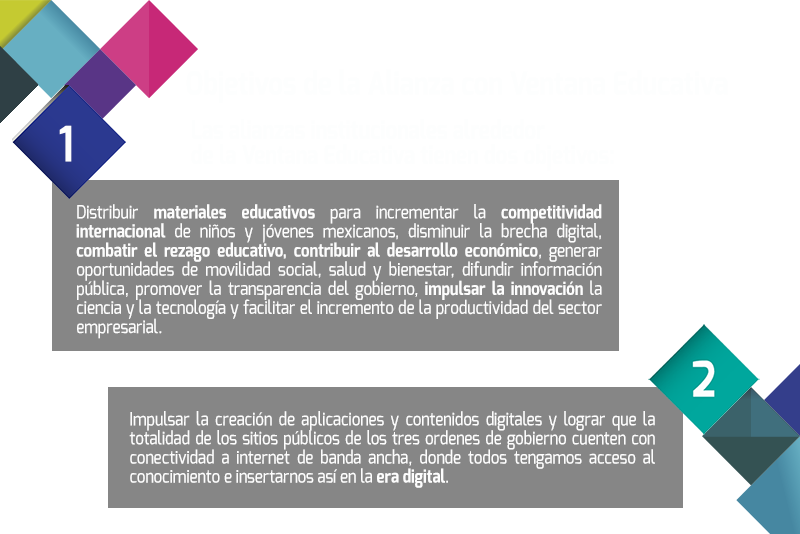 1
Distribuir materiales educativos para incrementar la competitividad
internacional de niños y jóvenes mexicanos, disminuir la brecha digital,
combatir el rezago educativo, contribuir al desarrollo económico, generar
oportunidades de movilidad social, salud y bienestar, difundir información
pública, promover la transparencia del gobierno, impulsar la innovación la
ciencia y la tecnología y facilitar el incremento de la productividad del sector
empresarial.
2
Impulsar la creación de aplicaciones y contenidos digitales y lograr que la
totalidad de los sitios públicos de los tres ordenes de gobierno cuenten con
conectividad a internet de banda ancha, donde todos tengamos acceso al
conocimiento e insertarnos así en la era digital.